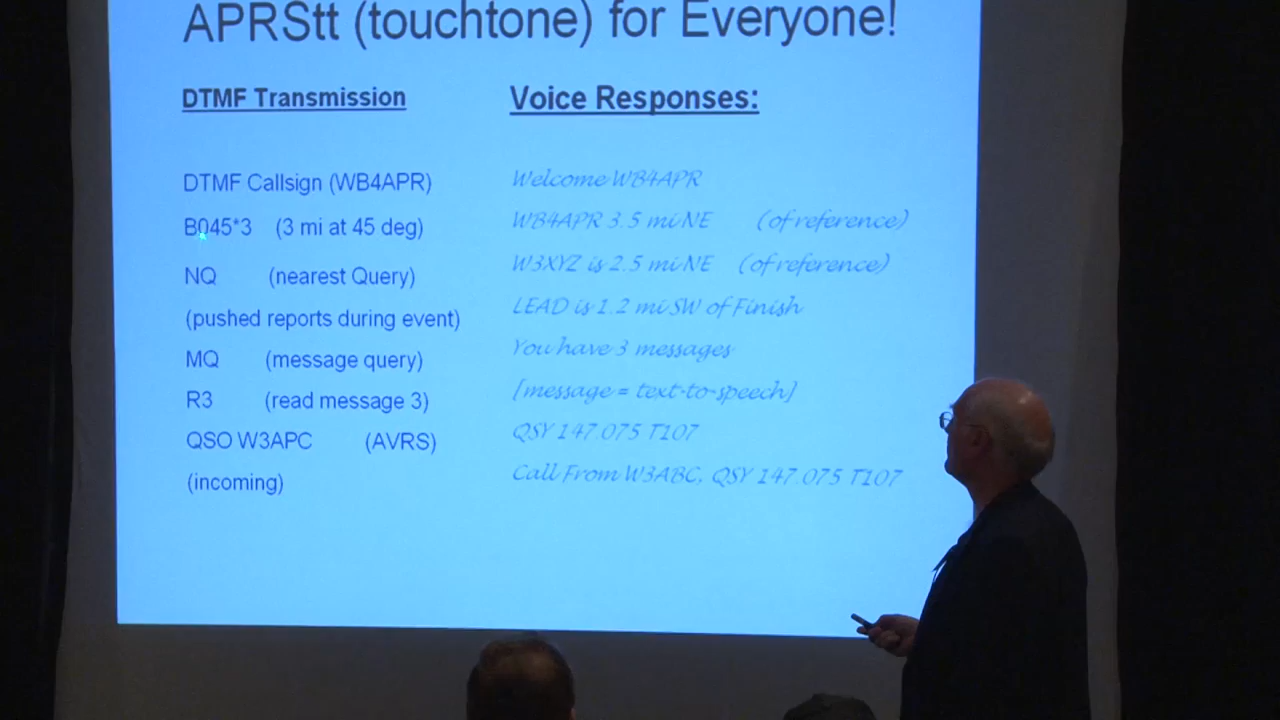 APRStt (touchtone) for Everyone!
DTMF Transmission Voice Responses:
DTMF Callsign (WB4APR) Welcome WB4APR
B045*3 (3 mi at 45 deg) WB4APR 3.5 mi NE (of reference)
NQ (nearest Query) W3XYZ is 2.5 mi NE (of reference)
(pushed reports during event) LEAD is 1.2 mi SW of Finish
MQ (message query) You have 3 messages
R3 (read message 3) [message = text-to-speech]
QSO W3APC (AVRS) QSY 147.075 T107
(incoming) Call From W3ABC, QSY 147.075 T107